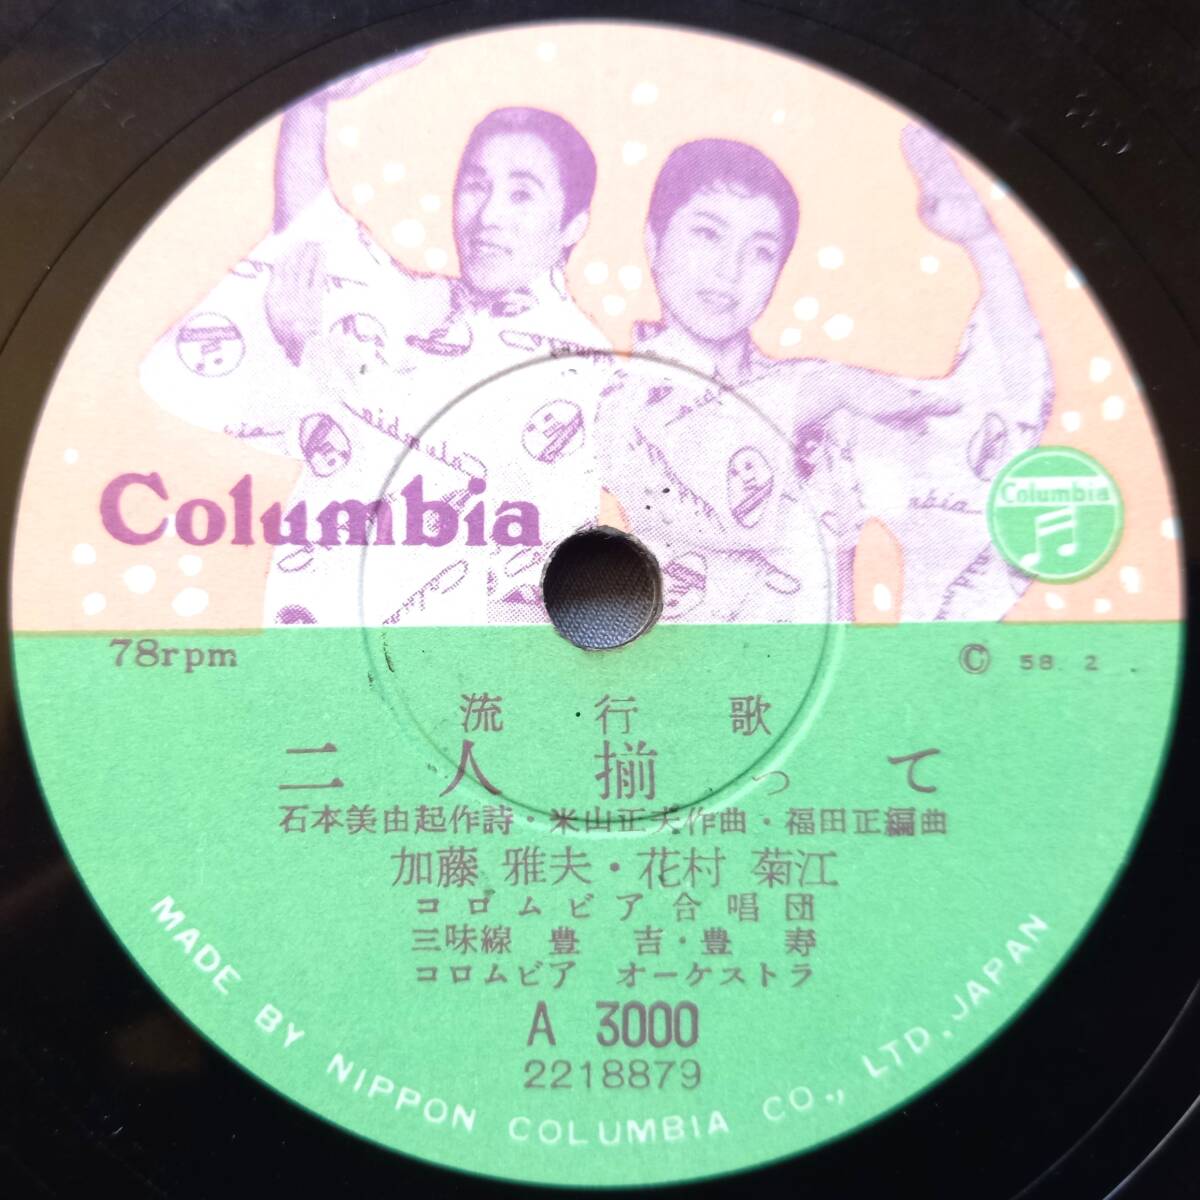 Columbia
Columbia
78rpm
Ⓒ 58. 2
流行歌
二人揃って
石本美由起作詩・米山正夫作曲・福田正編曲
加藤 雅夫・花村 菊江
コロムビア合唱団
三味線 豊 吉・豊 寿
コロムビア オーケストラ
A 3000
2218879
MADE BY NIPPON COLUMBIA CO., LTD. JAPAN